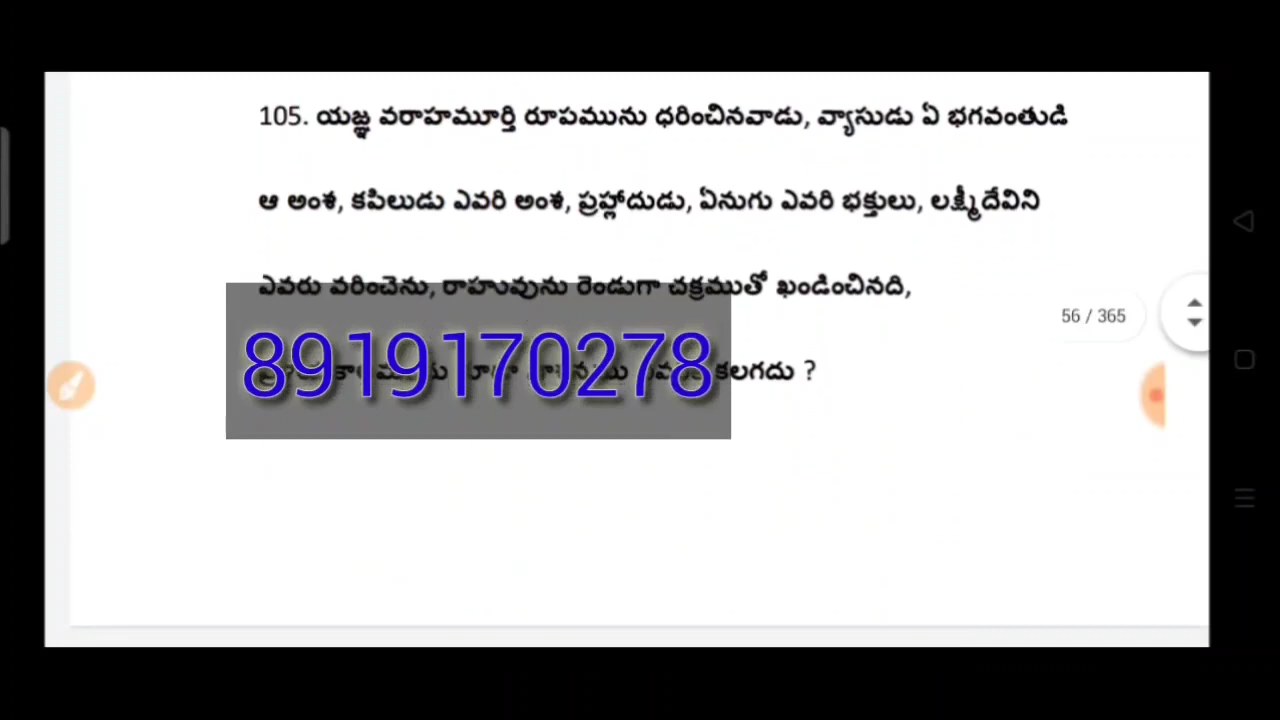 105. యజ్ఞ వరాహమూర్తి రూపమును ధరించినవాడు, వ్యాసుడు ఏ భగవంతుడి
ఆ అంశ, కపిలుడు ఎవరి అంశ, ప్రహ్లాదుడు, ఏనుగు ఎవరి భక్తులు, లక్ష్మీదేవిని
ఎవరు వరించెను, రాహువును రెండుగా చక్రముతో ఖండించినది,
56 / 365
8919170278
కలగదు ?